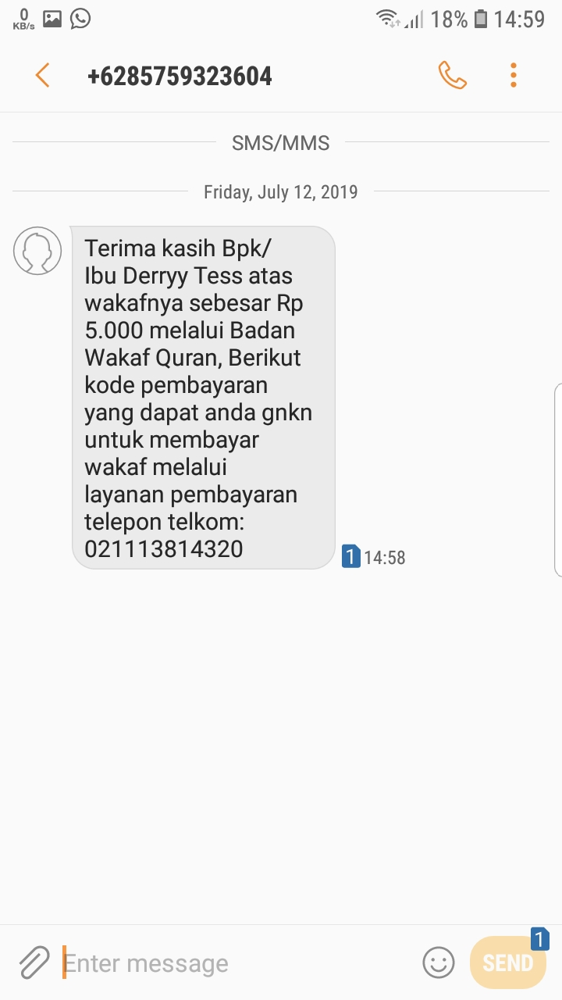 0
KB/s
18%
14:59
+6285759323604
SMS/MMS
Friday, July 12, 2019
Terima kasih Bpk/
Ibu Derryy Tess atas
wakafnya sebesar Rp
5.000 melalui Badan
Wakaf Quran, Berikut
kode pembayaran
yang dapat anda gnkn
untuk membayar
wakaf melalui
layanan pembayaran
telepon telkom:
021113814320
1 14:58
Enter message
1
SEND